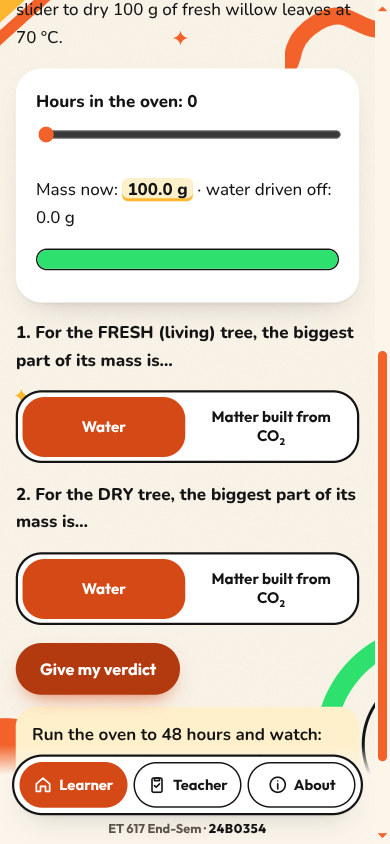 slider to dry 100 g of fresh willow leaves at
70 °C.
Hours in the oven: 0
Mass now: 100.0 g · water driven off:
0.0 g
1. For the FRESH (living) tree, the biggest
part of its mass is...
Water
Matter built from
CO₂
2. For the DRY tree, the biggest part of its
mass is...
Water
Matter built from
CO₂
Give my verdict
Run the oven to 48 hours and watch:
Learner
Teacher
About
ET 617 End-Sem · 24B0354